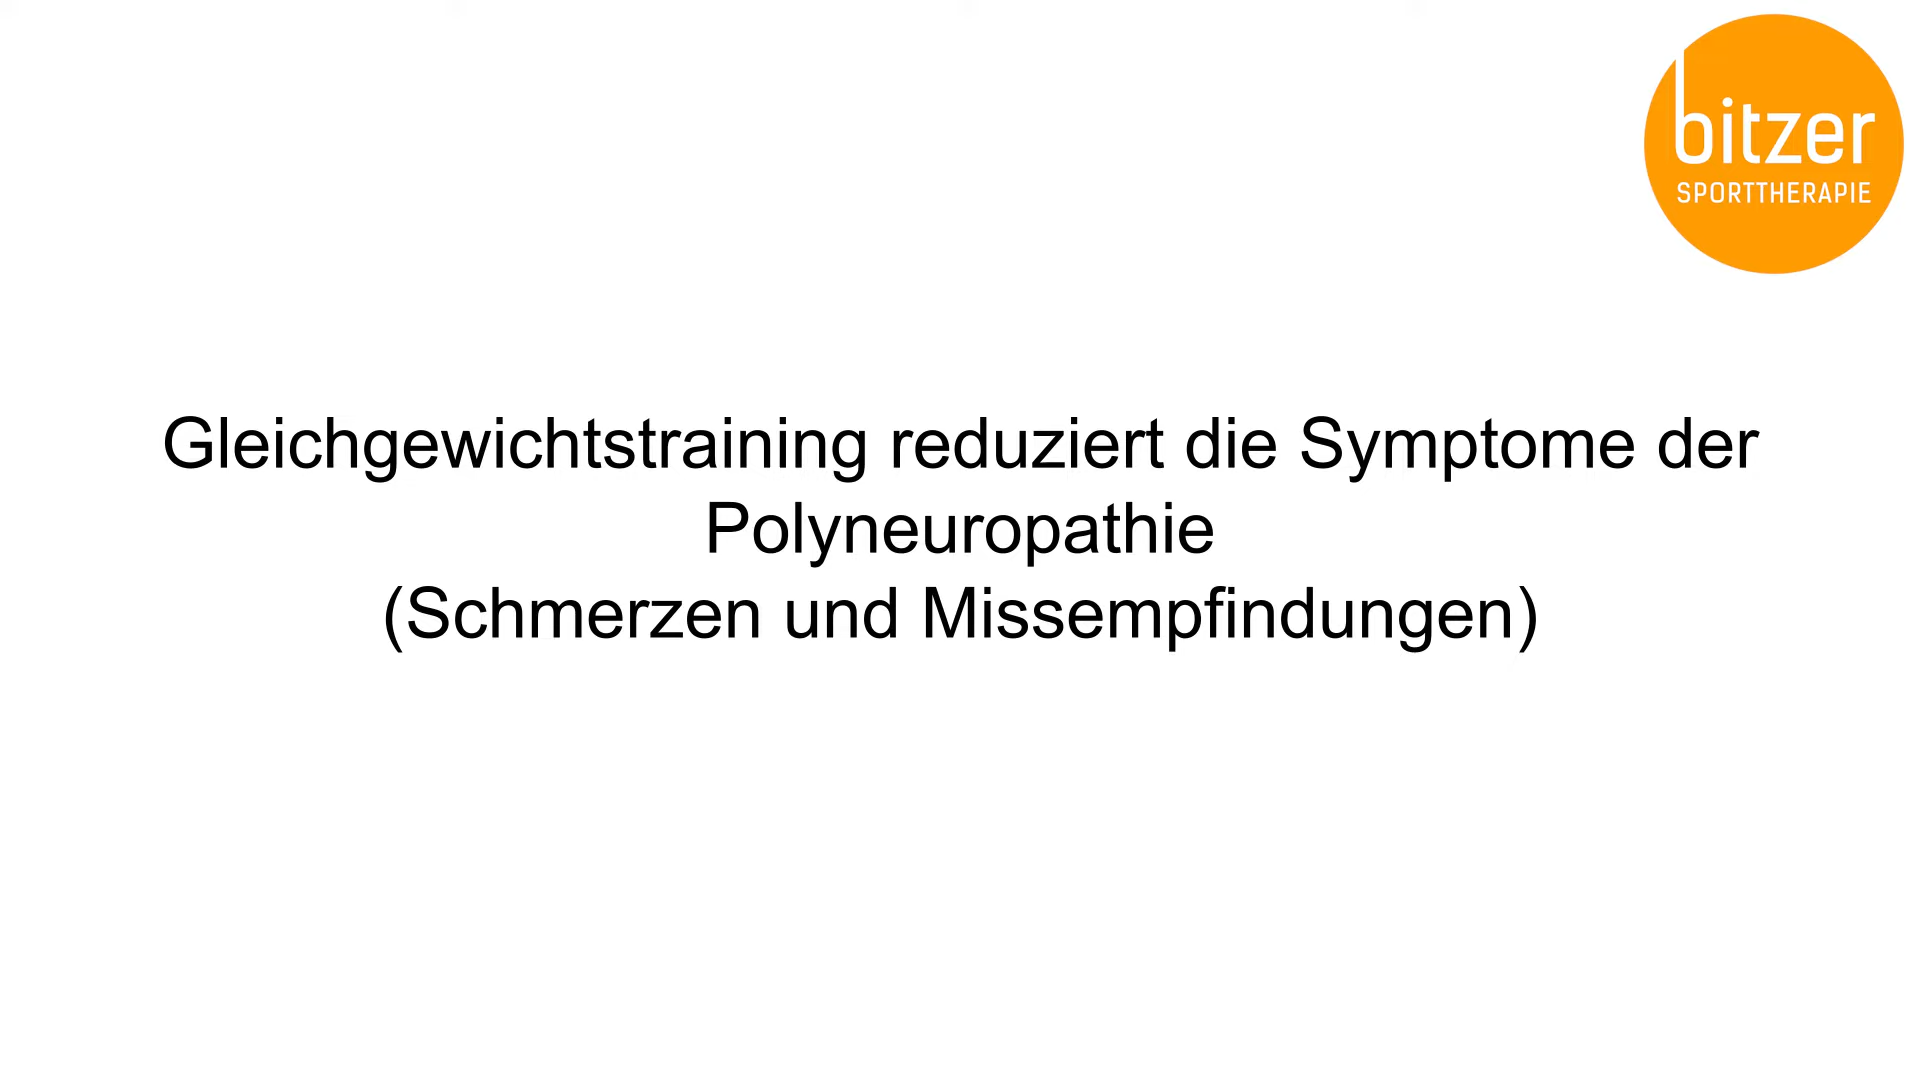 bitzer
SPORTTHERAPIE
Gleichgewichtstraining reduziert die Symptome der
Polyneuropathie
(Schmerzen und Missempfindungen)